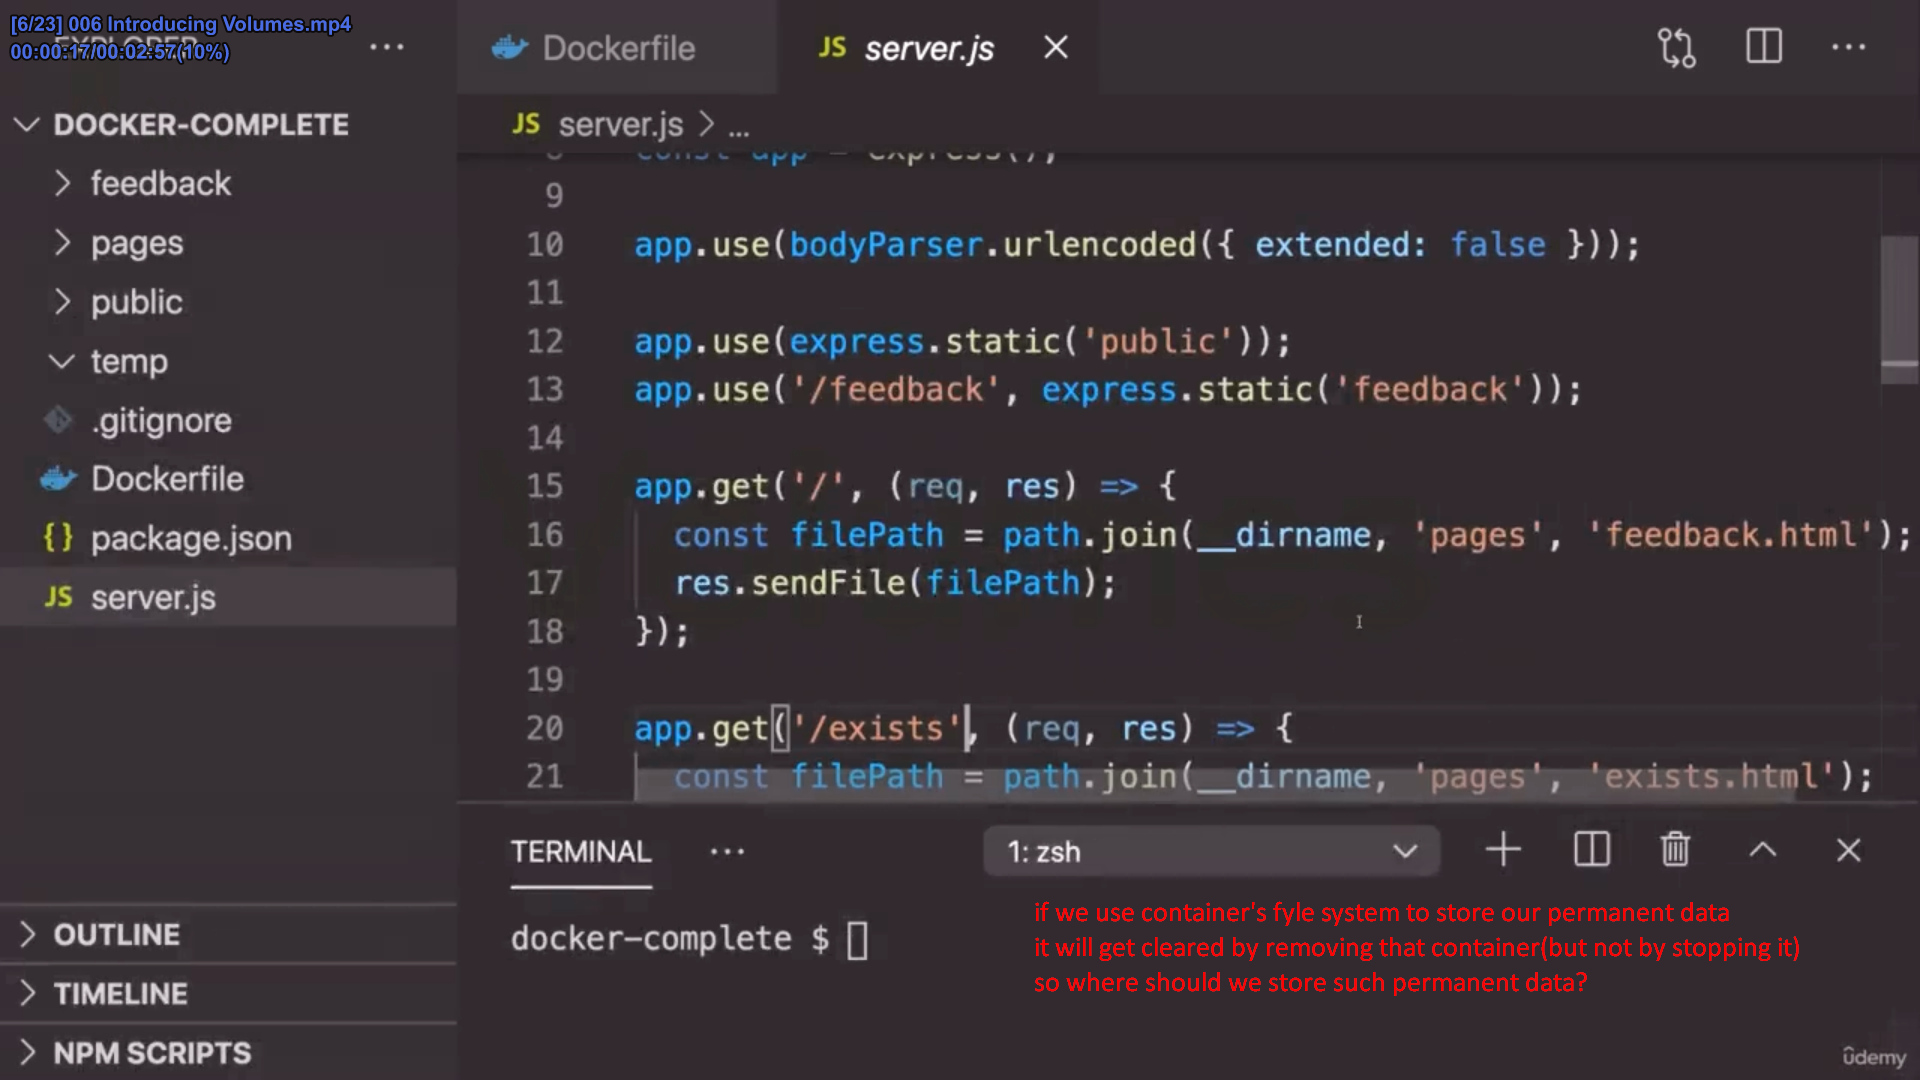 [6/23] 006 Introducing Volumes.mp4
00:00:17/00:02:57(10%)
EXPLORER
Dockerfile
JS server.js
JS server.js > ...
DOCKER-COMPLETE
feedback
pages
public
temp
.gitignore
Dockerfile
{} package.json
JS server.js
8 const app = express();
9
10 app.use(bodyParser.urlencoded({ extended: false }));
11
12 app.use(express.static('public'));
13 app.use('/feedback', express.static('feedback'));
14
15 app.get('/', (req, res) => {
16 const filePath = path.join(__dirname, 'pages', 'feedback.html');
17 res.sendFile(filePath);
18 });
19
20 app.get('/exists', (req, res) => {
21 const filePath = path.join(__dirname, 'pages', 'exists.html');
TERMINAL
1: zsh
docker-complete $
if we use container's fyle system to store our permanent data
it will get cleared by removing that container(but not by stopping it)
so where should we store such permanent data?
OUTLINE
TIMELINE
NPM SCRIPTS
ûdemy